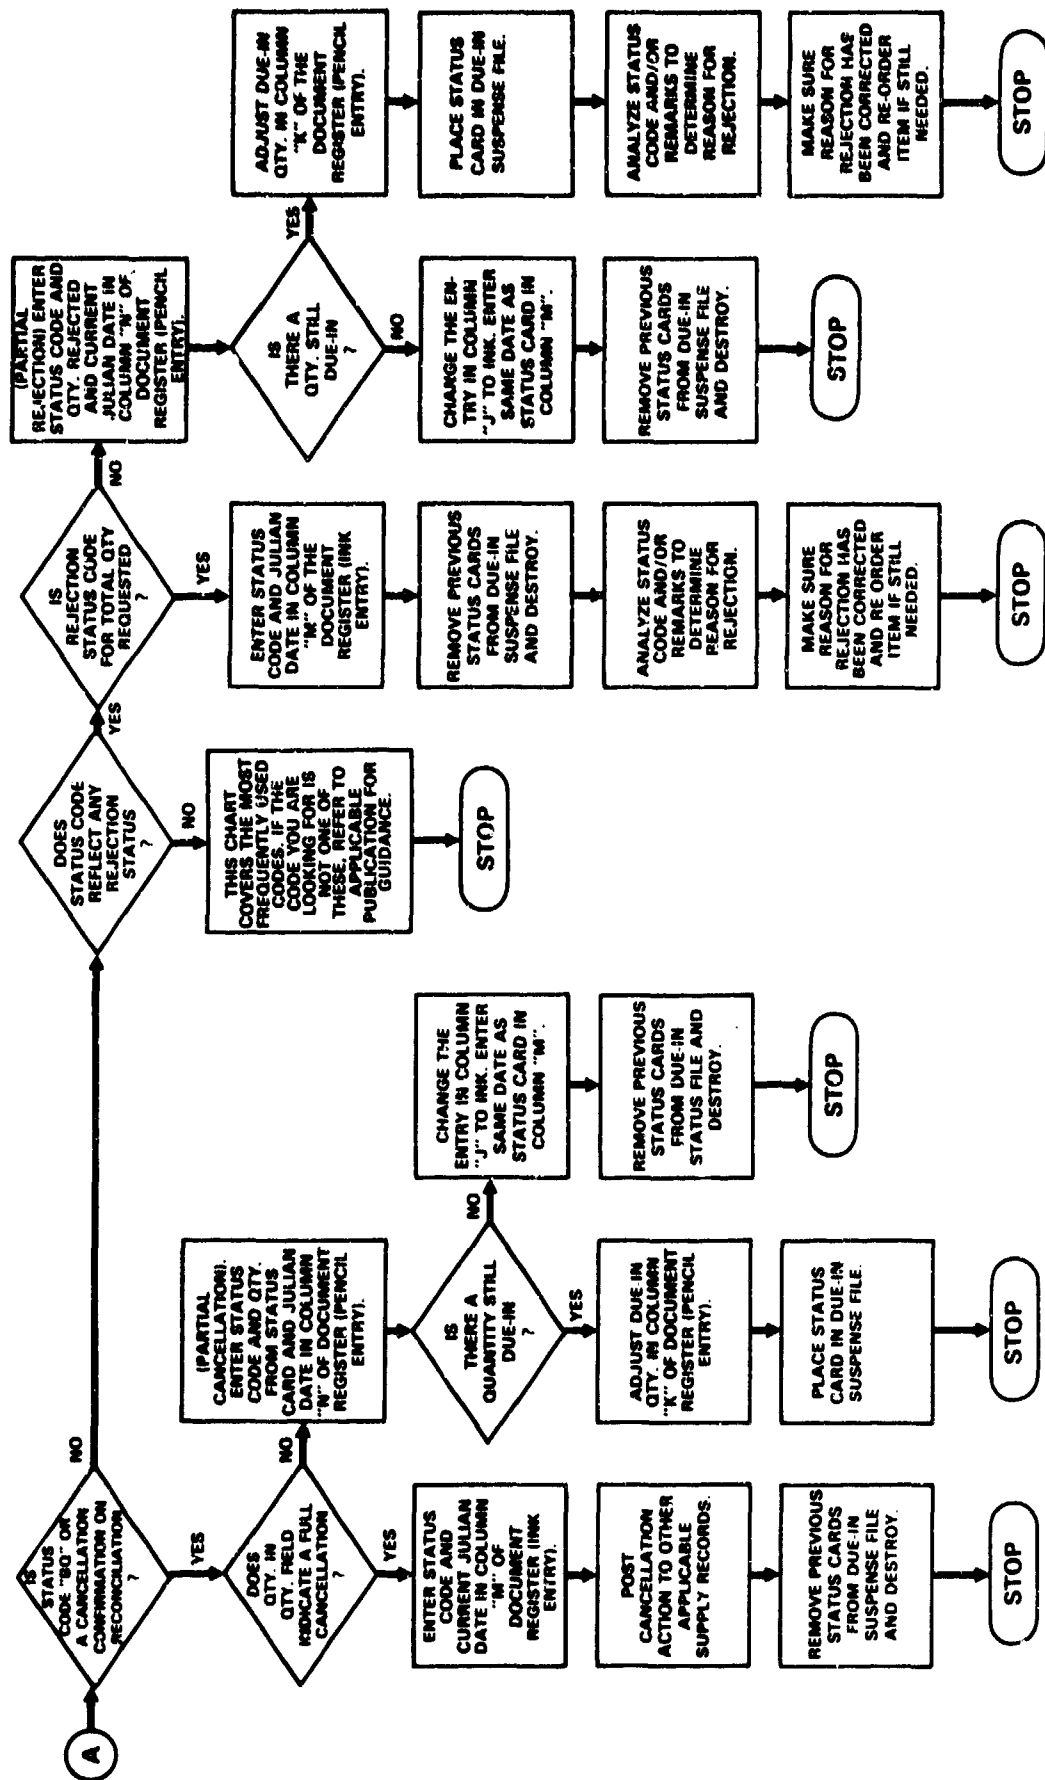 A
IS
STATUS
CODE "BQ" OR
A CANCELLATION
CONFIRMATION ON
RECONCILIATION
?
NO
YES
DOES
QTY. IN
QTY. FIELD
INDICATE A FULL
CANCELLATION
?
NO
YES
ENTER STATUS
CODE AND
CURRENT JULIAN
DATE IN COLUMN
"M" OF
DOCUMENT
REGISTER (INK
ENTRY).
POST
CANCELLATION
ACTION TO OTHER
APPLICABLE
SUPPLY RECORDS.
REMOVE PREVIOUS
STATUS CARDS
FROM DUE-IN
SUSPENSE FILE
AND DESTROY.
STOP
(PARTIAL
CANCELLATION).
ENTER STATUS
CODE AND QTY.
FROM STATUS
CARD AND JULIAN
DATE IN COLUMN
"N" OF DOCUMENT
REGISTER (PENCIL
ENTRY).
IS
THERE A
QUANTITY STILL
DUE-IN
?
NO
YES
ADJUST DUE-IN
QTY. IN COLUMN
"K" OF DOCUMENT
REGISTER (PENCIL
ENTRY).
PLACE STATUS
CARD IN DUE-IN
SUSPENSE FILE.
STOP
CHANGE THE
ENTRY IN COLUMN
"J" TO INK. ENTER
SAME DATE AS
STATUS CARD IN
COLUMN "M".
REMOVE PREVIOUS
STATUS CARDS
FROM DUE-IN
STATUS FILE AND
DESTROY.
STOP
DOES
STATUS CODE
REFLECT ANY
REJECTION
STATUS
?
YES
NO
THIS CHART
COVERS THE MOST
FREQUENTLY USED
CODES. IF THE
CODE YOU ARE
LOOKING FOR IS
NOT ONE OF
THESE, REFER TO
APPLICABLE
PUBLICATION FOR
GUIDANCE.
STOP
IS
REJECTION
STATUS CODE
FOR TOTAL QTY
REQUESTED
?
NO
YES
ENTER STATUS
CODE AND JULIAN
DATE IN COLUMN
"M" OF THE
DOCUMENT
REGISTER (INK
ENTRY).
REMOVE PREVIOUS
STATUS CARDS
FROM DUE-IN
SUSPENSE FILE
AND DESTROY.
ANALYZE STATUS
CODE AND/OR
REMARKS TO
DETERMINE
REASON FOR
REJECTION.
MAKE SURE
REASON FOR
REJECTION HAS
BEEN CORRECTED
AND RE ORDER
ITEM IF STILL
NEEDED.
STOP
(PARTIAL
REJECTION) ENTER
STATUS CODE AND
QTY. REJECTED
AND CURRENT
JULIAN DATE IN
COLUMN "N" OF
DOCUMENT
REGISTER (PENCIL
ENTRY).
IS
THERE A
QTY. STILL
DUE-IN
?
YES
NO
CHANGE THE EN-
TRY IN COLUMN
"J" TO INK. ENTER
SAME DATE AS
STATUS CARD IN
COLUMN "M".
REMOVE PREVIOUS
STATUS CARDS
FROM DUE-IN
SUSPENSE FILE
AND DESTROY.
STOP
ADJUST DUE-IN
QTY. IN COLUMN
"K" OF THE
DOCUMENT
REGISTER (PENCIL
ENTRY).
PLACE STATUS
CARD IN DUE-IN
SUSPENSE FILE.
ANALYZE STATUS
CODE AND/OR
REMARKS TO
DETERMINE
REASON FOR
REJECTION.
MAKE SURE
REASON FOR
REJECTION HAS
BEEN CORRECTED
AND RE-ORDER
ITEM IF STILL
NEEDED.
STOP